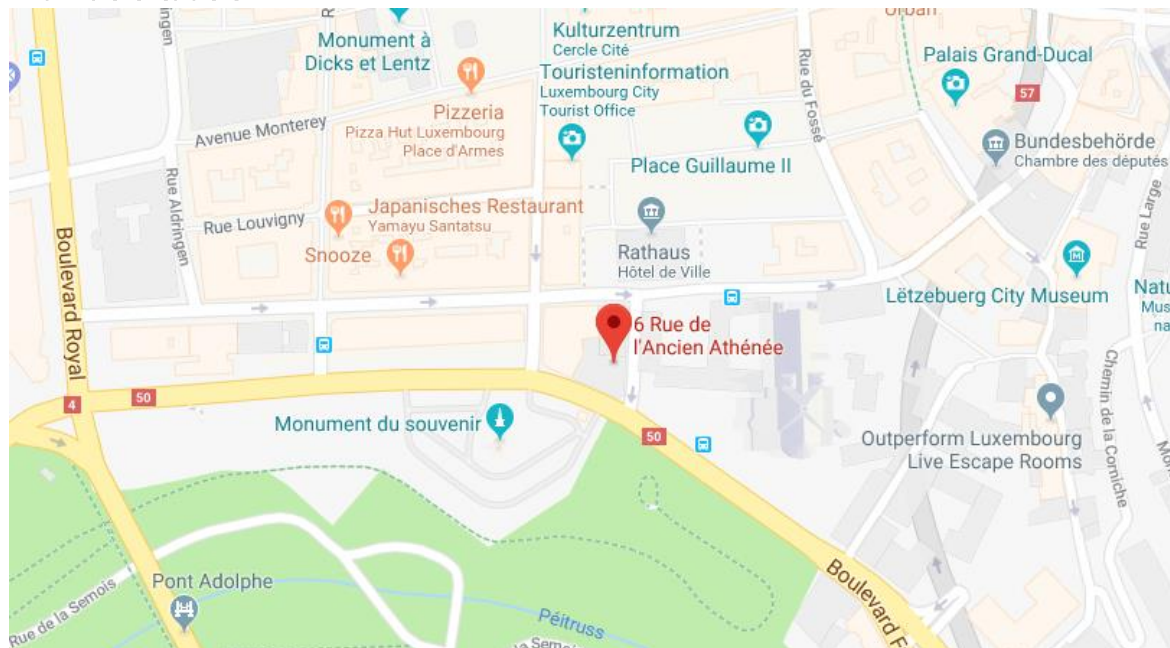 Urban
Kulturzentrum
Cercle Cité
Monument à
Dicks et Lentz
Touristeninformation
Luxembourg City
Tourist Office
Palais Grand-Ducal
57
Rue du Fossé
Pizzeria
Pizza Hut Luxembourg
Place d'Armes
Avenue Monterey
Place Guillaume II
Bundesbehörde
Chambre des députés
Rue Aldringen
Rue Louvigny
Japanisches Restaurant
Yamayu Santatsu
Snooze
Rathaus
Hôtel de Ville
Rue Large
Boulevard Royal
Lëtzebuerg City Museum
6 Rue de
l'Ancien Athénée
Chemin de la Corniche
4
50
Monument du souvenir
50
Outperform Luxembourg
Live Escape Rooms
Pont Adolphe
Rue de la Semois
Péitruss
Boulevard F